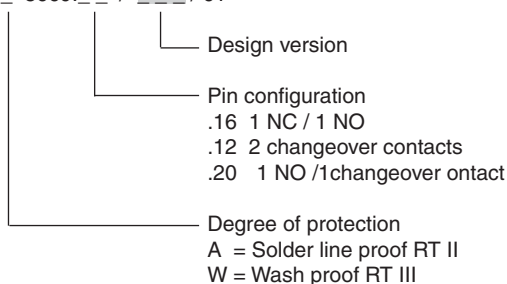 Design version
Pin configuration
.16 1 NC / 1 NO
.12 2 changeover contacts
.20 1 NO /1changeover ontact
Degree of protection
A = Solder line proof RT II
W = Wash proof RT III